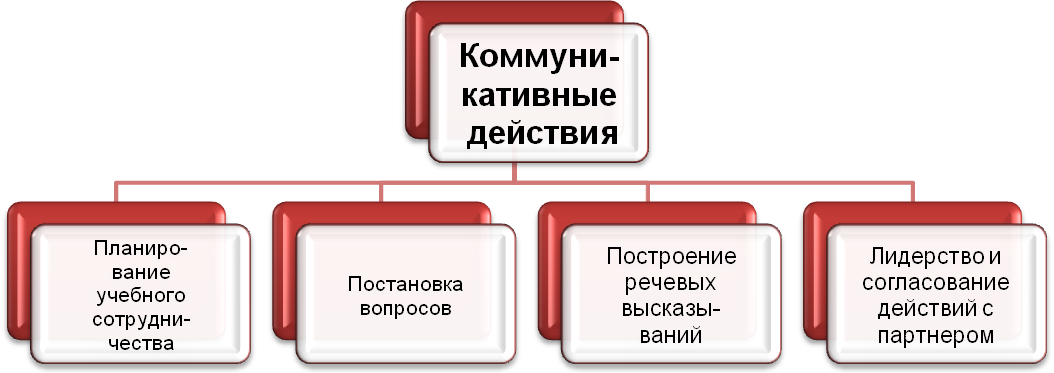 Коммуни-
кативные
действия
Планиро-
вание
учебного
сотрудни-
чества
Постановка
вопросов
Построение
речевых
высказы-
ваний
Лидерство и
согласование
действий с
партнером